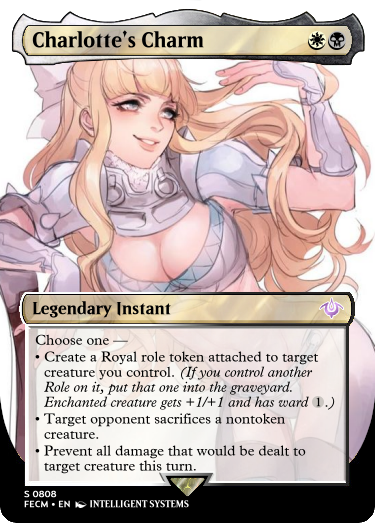 Charlotte's Charm
Legendary Instant
Choose one —
• Create a Royal role token attached to target
creature you control. (If you control another
Role on it, put that one into the graveyard.
Enchanted creature gets +1/+1 and has ward 1.)
• Target opponent sacrifices a nontoken
creature.
• Prevent all damage that would be dealt to
target creature this turn.
S 0808
FECM • EN INTELLIGENT SYSTEMS